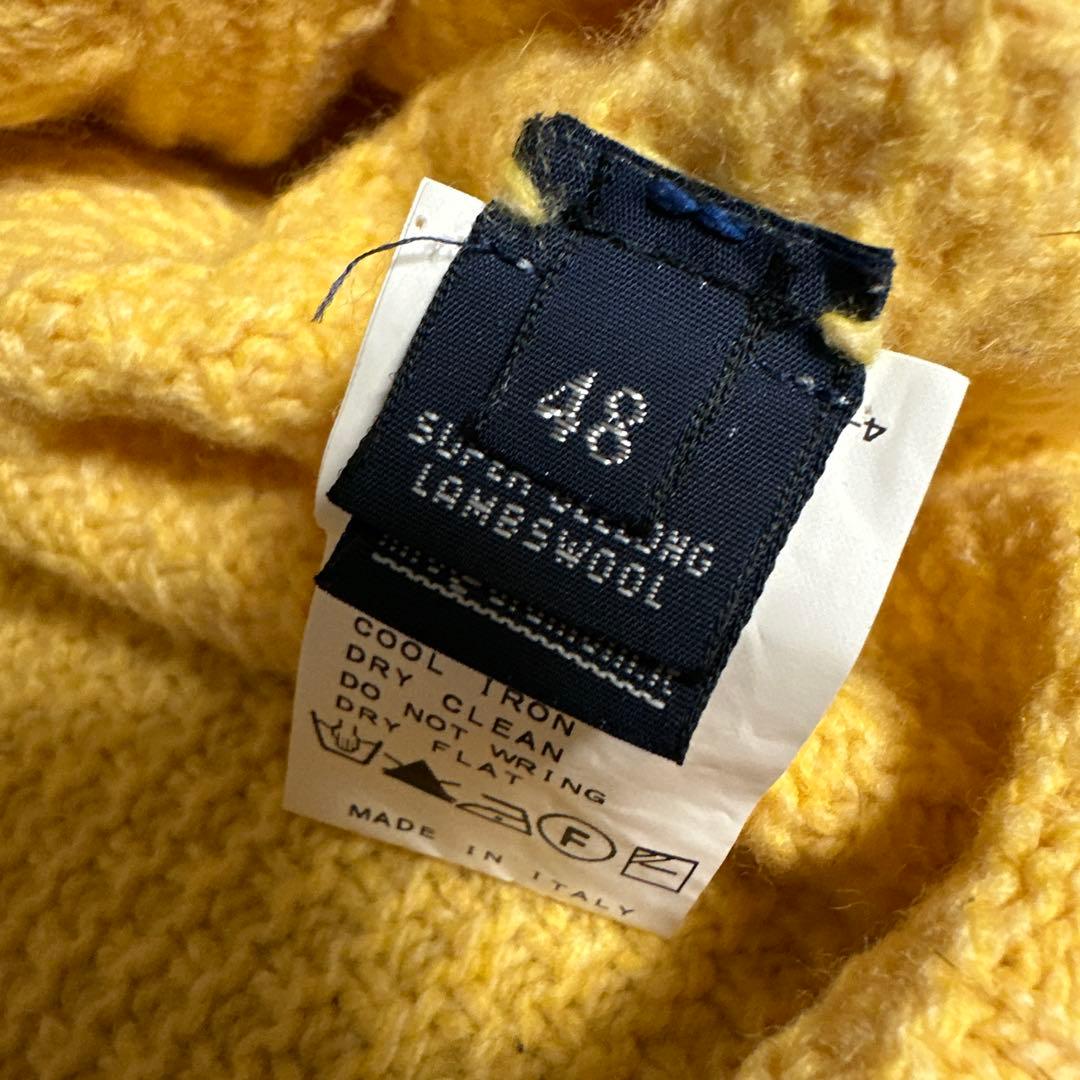 48
SUPER GEELONG
LAMBSWOOL
COOL IRON
DRY CLEAN
DO NOT WRING
DRY FLAT
F
MADE IN ITALY